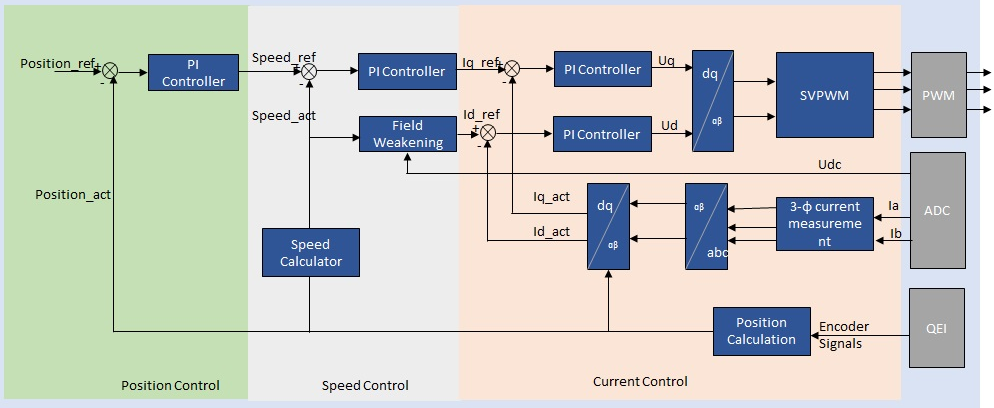 Position_ref
+
-
PI
Controller
Speed_ref
+
-
PI Controller
Iq_ref
+
-
PI Controller
Uq
dq
αβ
SVPWM
PWM
Speed_act
Field
Weakening
Id_ref
+
-
PI Controller
Ud
Udc
Position_act
Iq_act
Id_act
dq
αβ
αβ
abc
3-ϕ current
measureme
nt
Ia
Ib
ADC
Speed
Calculator
Position
Calculation
Encoder
Signals
QEI
Position Control
Speed Control
Current Control